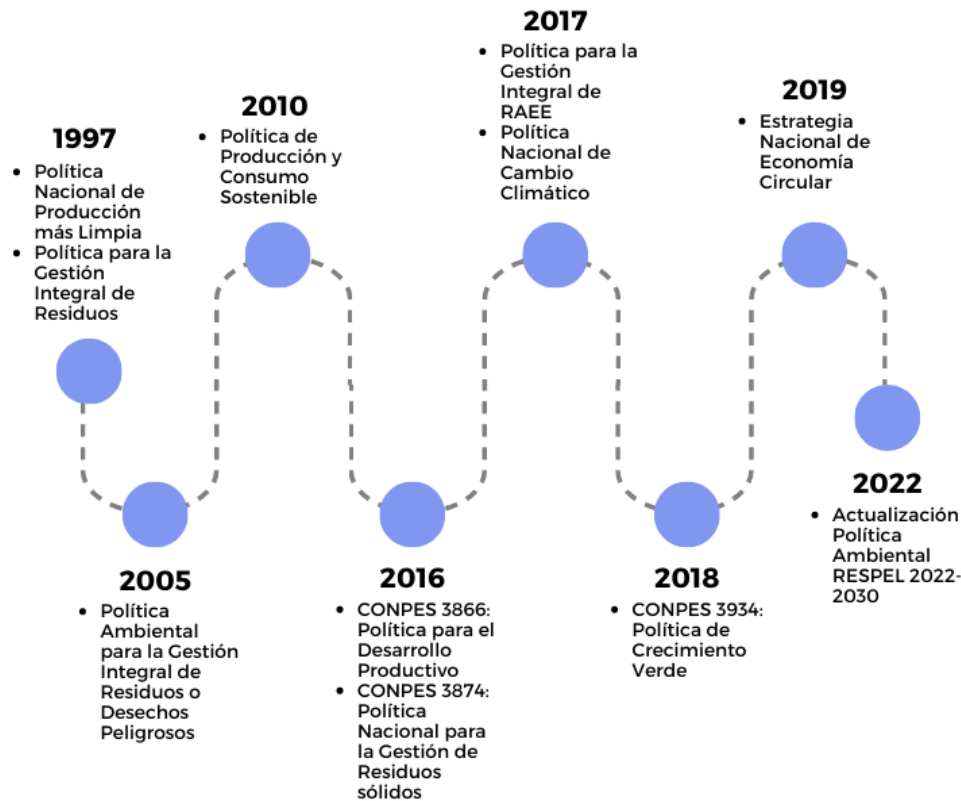 1997
• Política
Nacional de
Producción
más Limpia
• Política para la
Gestión
Integral de
Residuos
2005
• Política
Ambiental
para la Gestión
Integral de
Residuos o
Desechos
Peligrosos
2010
• Política de
Producción y
Consumo
Sostenible
2016
• CONPES 3866:
Política para el
Desarrollo
Productivo
• CONPES 3874:
Política
Nacional para
la Gestión de
Residuos
sólidos
2017
• Política para la
Gestión
Integral de
RAEE
• Política
Nacional de
Cambio
Climático
2018
• CONPES 3934:
Política de
Crecimiento
Verde
2019
• Estrategia
Nacional de
Economía
Circular
2022
• Actualización
Política
Ambiental
RESPEL 2022-
2030